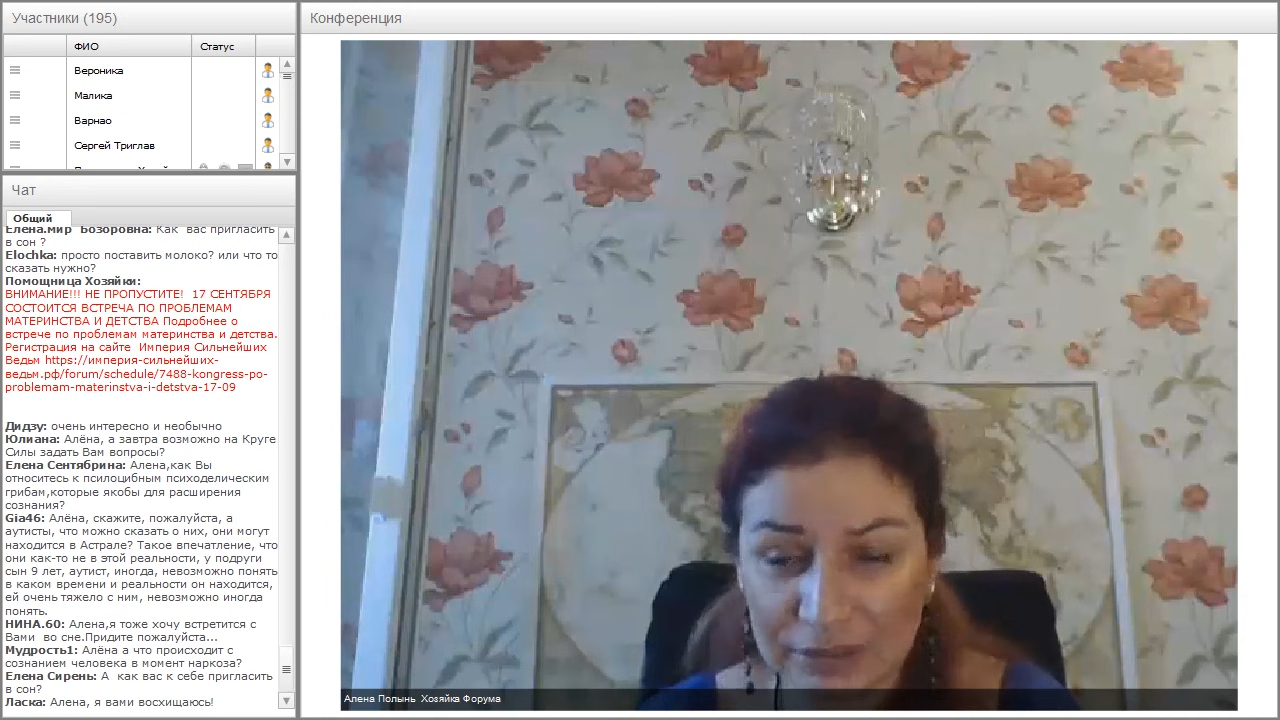 Участники (195)
ФИО
Статус
Вероника
Малика
Варнао
Сергей Триглав
Чат
Общий
Как вас пригласить
в сон ?
Elochka: просто поставить молоко? или что то
сказать нужно?
Помощница Хозяйки:
ВНИМАНИЕ!!! НЕ ПРОПУСТИТЕ! 17 СЕНТЯБРЯ
СОСТОИТСЯ ВСТРЕЧА ПО ПРОБЛЕМАМ
МАТЕРИНСТВА И ДЕТСТВА Подробнее о
встрече по проблемам материнства и детства.
Регистрация на сайте Империя Сильнейших
Ведьм https://империя-сильнейших-
ведьм.рф/forum/schedule/7488-kongress-po-
problemam-materinstva-i-detstva-17-09
Дидзу: очень интересно и необычно
Юлиана: Алёна, а завтра возможно на Круге
Силы задать Вам вопросы?
Елена Сентябрина: Алена,как Вы
относитесь к псилоцибным психоделическим
грибам,которые якобы для расширения
сознания?
Gia46: Алёна, скажите, пожалуйста, а
аутисты, что можно сказать о них, они могут
находится в Астрале? Такое впечатление, что
они как-то не в этой реальности, у подруги
сын 9 лет, аутист, иногда, невозможно понять
в каком времени и реальности он находится,
ей очень тяжело с ним, невозможно иногда
понять.
НИНА.60: Алена,я тоже хочу встретится с
Вами во сне.Придите пожалуйста...
Мудрость1: Алёна а что происходит с
сознанием человека в момент наркоза?
Елена Сирень: А как вас к себе пригласить
в сон?
Ласка: Алена, я вами восхищаюсь!
Конференция
Алена Полынь Хозяйка Форума